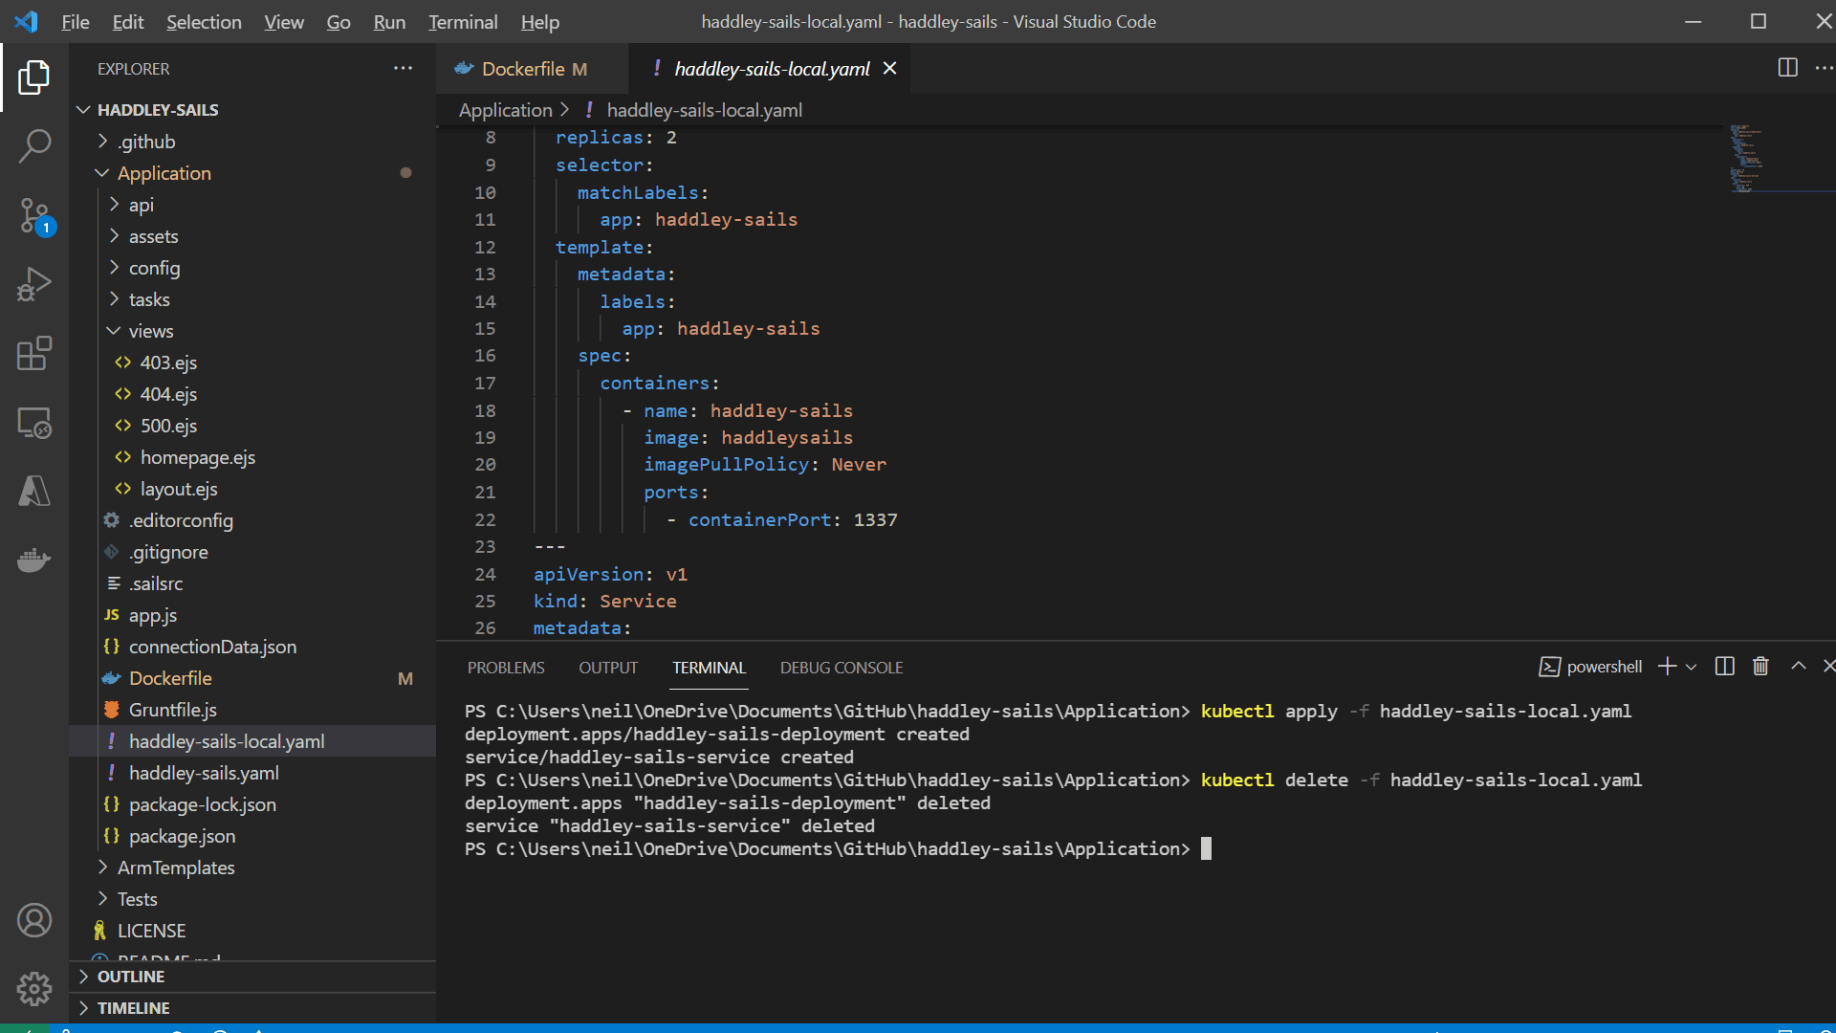 File Edit Selection View Go Run Terminal Help
haddley-sails-local.yaml - haddley-sails - Visual Studio Code
EXPLORER
HADDLEY-SAILS
.github
Application
api
assets
config
tasks
views
403.ejs
404.ejs
500.ejs
homepage.ejs
layout.ejs
.editorconfig
.gitignore
.sailsrc
JS app.js
{} connectionData.json
Dockerfile M
Gruntfile.js
! haddley-sails-local.yaml
! haddley-sails.yaml
{} package-lock.json
{} package.json
ArmTemplates
Tests
LICENSE
README.md
OUTLINE
TIMELINE
1
Dockerfile M
! haddley-sails-local.yaml
Application > ! haddley-sails-local.yaml
8 replicas: 2
9 selector:
10 matchLabels:
11 app: haddley-sails
12 template:
13 metadata:
14 labels:
15 app: haddley-sails
16 spec:
17 containers:
18 - name: haddley-sails
19 image: haddleysails
20 imagePullPolicy: Never
21 ports:
22 - containerPort: 1337
23 ---
24 apiVersion: v1
25 kind: Service
26 metadata:
PROBLEMS OUTPUT TERMINAL DEBUG CONSOLE
powershell
PS C:\Users\neil\OneDrive\Documents\GitHub\haddley-sails\Application> kubectl apply -f haddley-sails-local.yaml
deployment.apps/haddley-sails-deployment created
service/haddley-sails-service created
PS C:\Users\neil\OneDrive\Documents\GitHub\haddley-sails\Application> kubectl delete -f haddley-sails-local.yaml
deployment.apps "haddley-sails-deployment" deleted
service "haddley-sails-service" deleted
PS C:\Users\neil\OneDrive\Documents\GitHub\haddley-sails\Application>